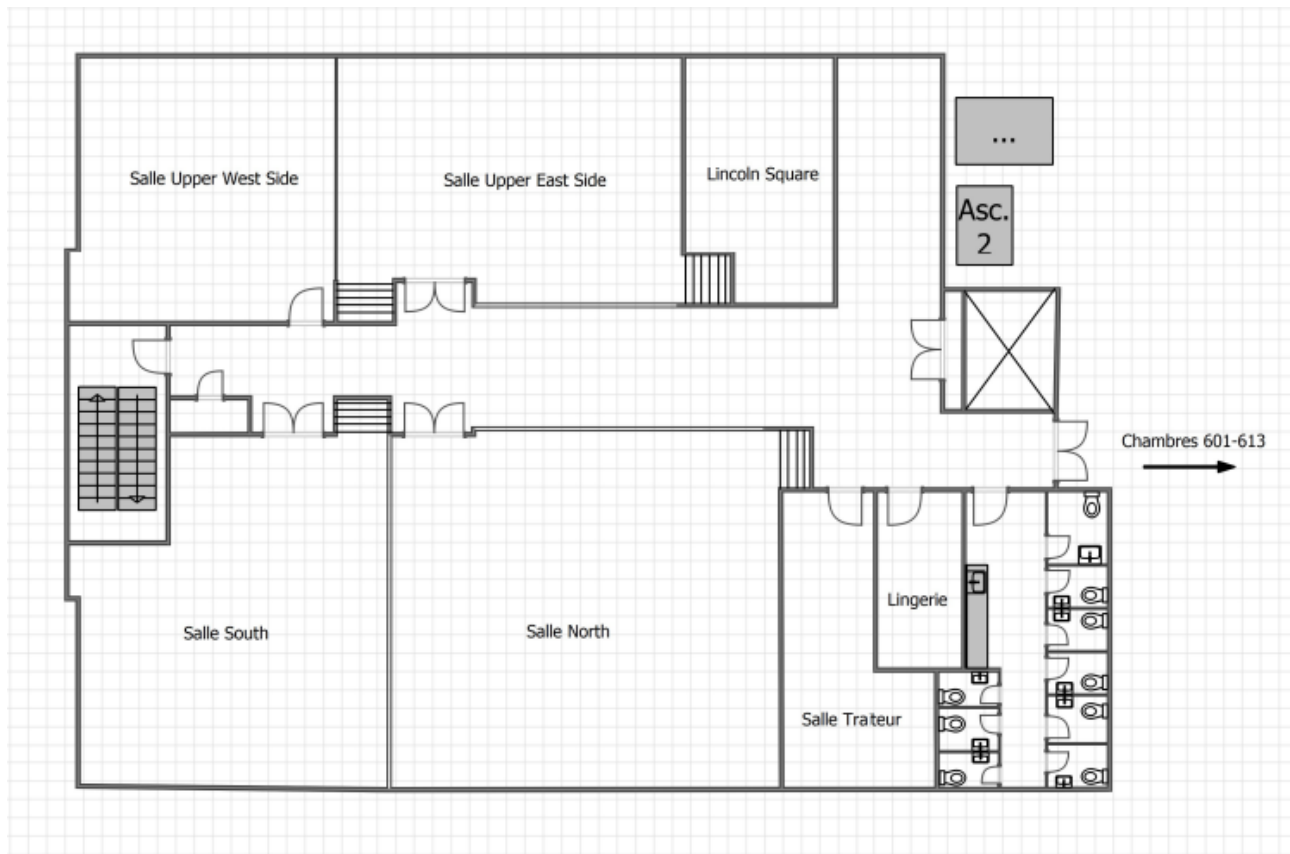 Salle Upper West Side
Salle Upper East Side
Lincoln Square
...
Asc.
2
Chambres 601-613
Lingerie
Salle South
Salle North
Salle Trateur